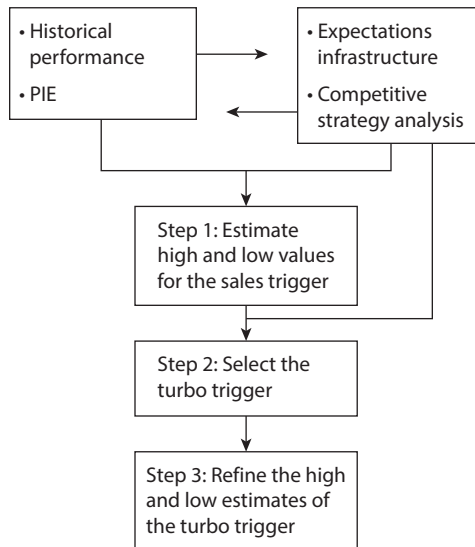 • Historical
performance
• PIE
• Expectations
infrastructure
• Competitive
strategy analysis
Step 1: Estimate
high and low values
for the sales trigger
Step 2: Select the
turbo trigger
Step 3: Refine the high
and low estimates of
the turbo trigger